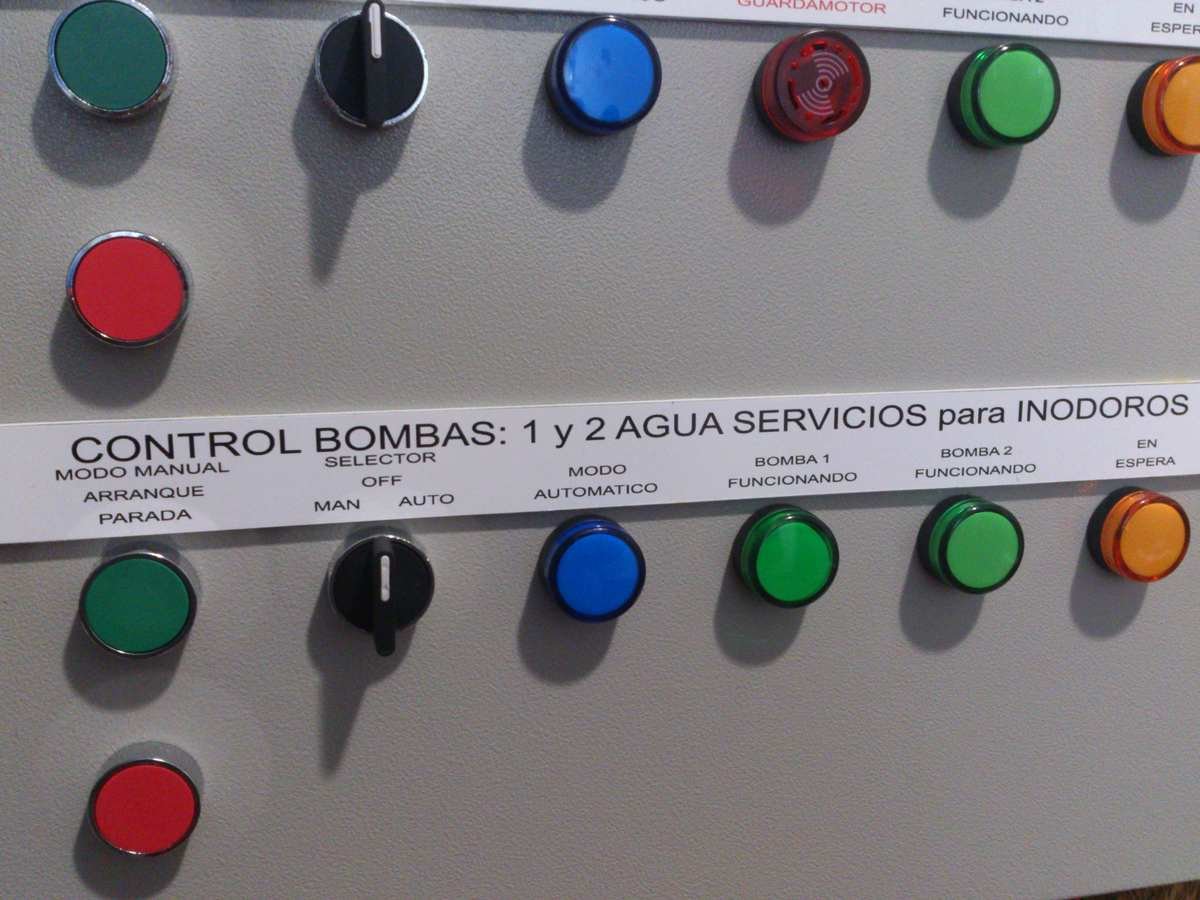 GUARDAMOTOR
FUNCIONANDO
EN
CONTROL BOMBAS: 1 y 2 AGUA SERVICIOS para INODOROS
MODO MANUAL
ARRANQUE
PARADA
SELECTOR
OFF
MAN AUTO
MODO
AUTOMATICO
BOMBA 1
FUNCIONANDO
BOMBA 2
FUNCIONANDO
EN
ESPERA